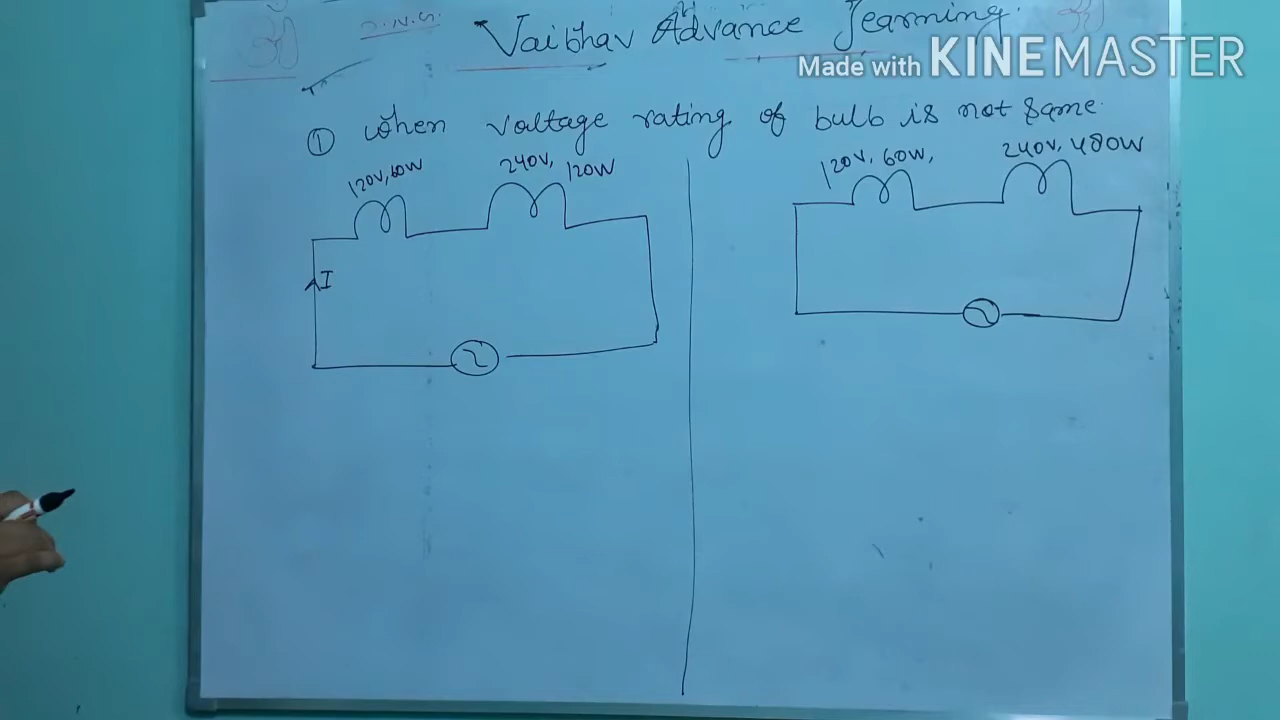 ॐ J.N.G. Vaibhav Advance Learning ॐ
Made with KINEMASTER
① When voltage rating of bulb is not same.
120V, 60W 240V, 120W
120V, 60W, 240V, 480W
I